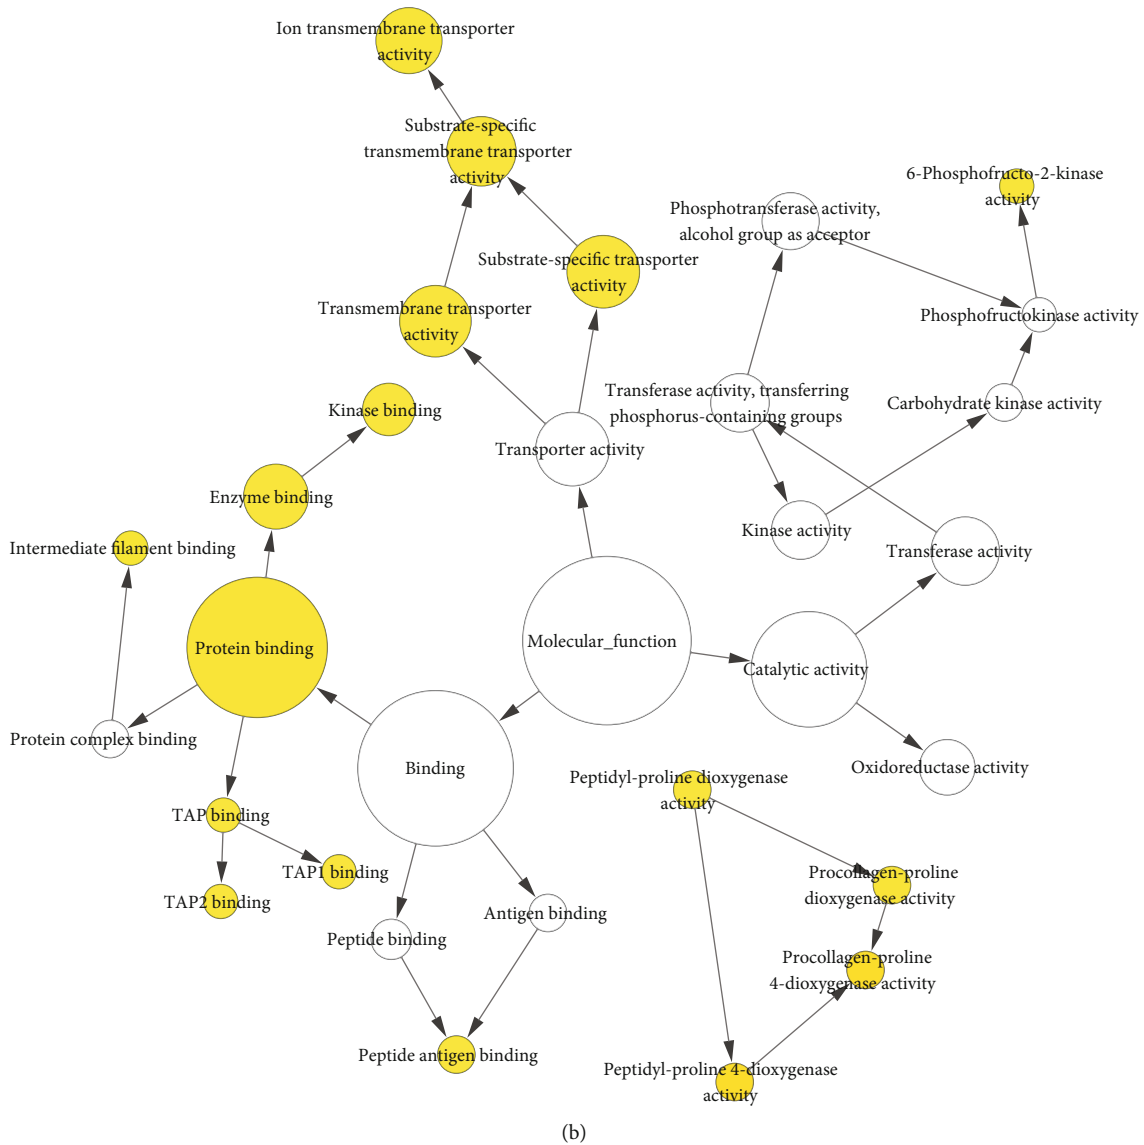 Ion transmembrane transporter
activity
Substrate-specific
transmembrane transporter
activity
6-Phosphofructo-2-kinase
activity
Phosphotransferase activity,
alcohol group as acceptor
Substrate-specific transporter
activity
Transmembrane transporter
activity
Phosphofructokinase activity
Transferase activity, transferring
phosphorus-containing groups
Carbohydrate kinase activity
Kinase binding
Transporter activity
Enzyme binding
Kinase activity
Intermediate filament binding
Transferase activity
Protein binding
Molecular_function
Catalytic activity
Protein complex binding
Binding
Oxidoreductase activity
Peptidyl-proline dioxygenase
activity
TAP binding
TAP1 binding
Procollagen-proline
dioxygenase activity
TAP2 binding
Antigen binding
Peptide binding
Procollagen-proline
4-dioxygenase activity
Peptide antigen binding
Peptidyl-proline 4-dioxygenase
activity
(b)